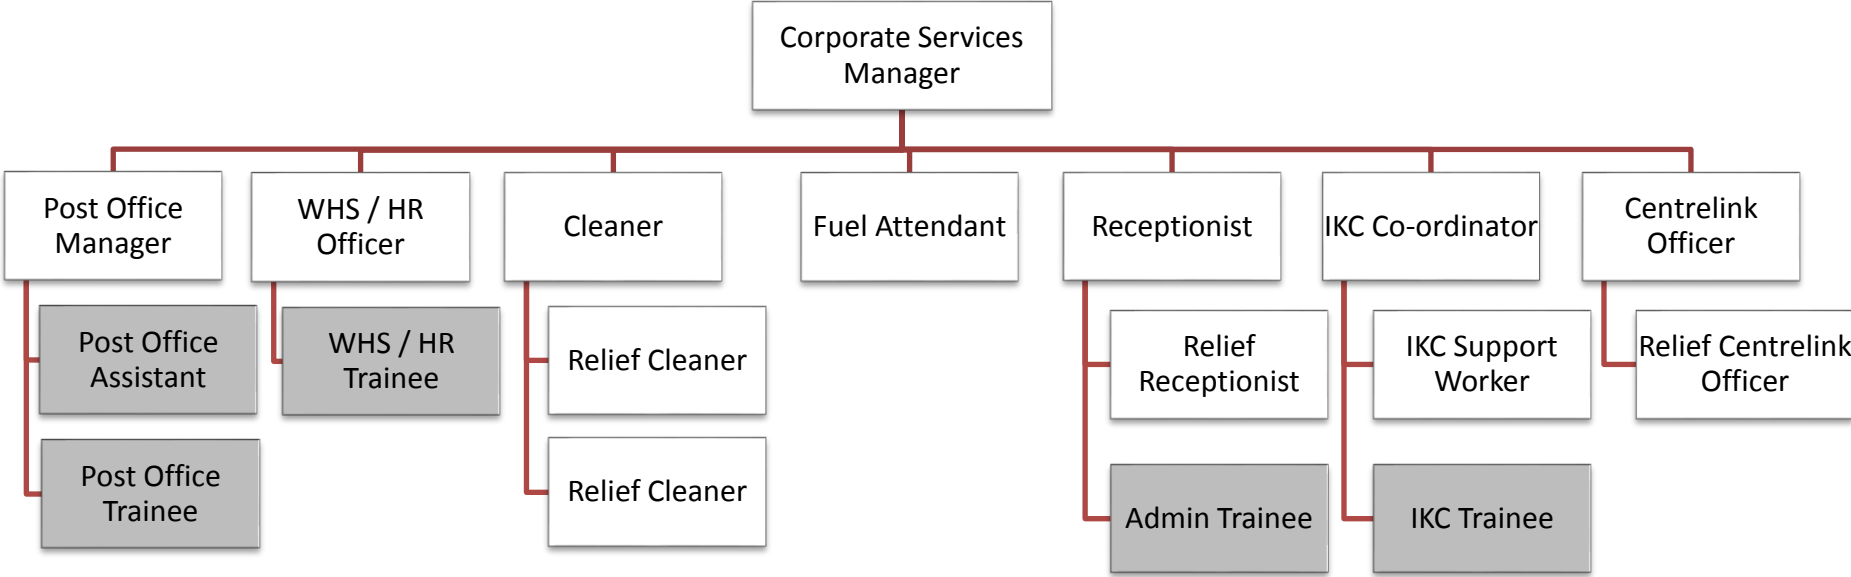 Corporate Services
Manager
Post Office
Manager
WHS / HR
Officer
Cleaner
Fuel Attendant
Receptionist
IKC Co-ordinator
Centrelink
Officer
Post Office
Assistant
WHS / HR
Trainee
Relief Cleaner
Relief
Receptionist
IKC Support
Worker
Relief Centrelink
Officer
Post Office
Trainee
Relief Cleaner
Admin Trainee
IKC Trainee